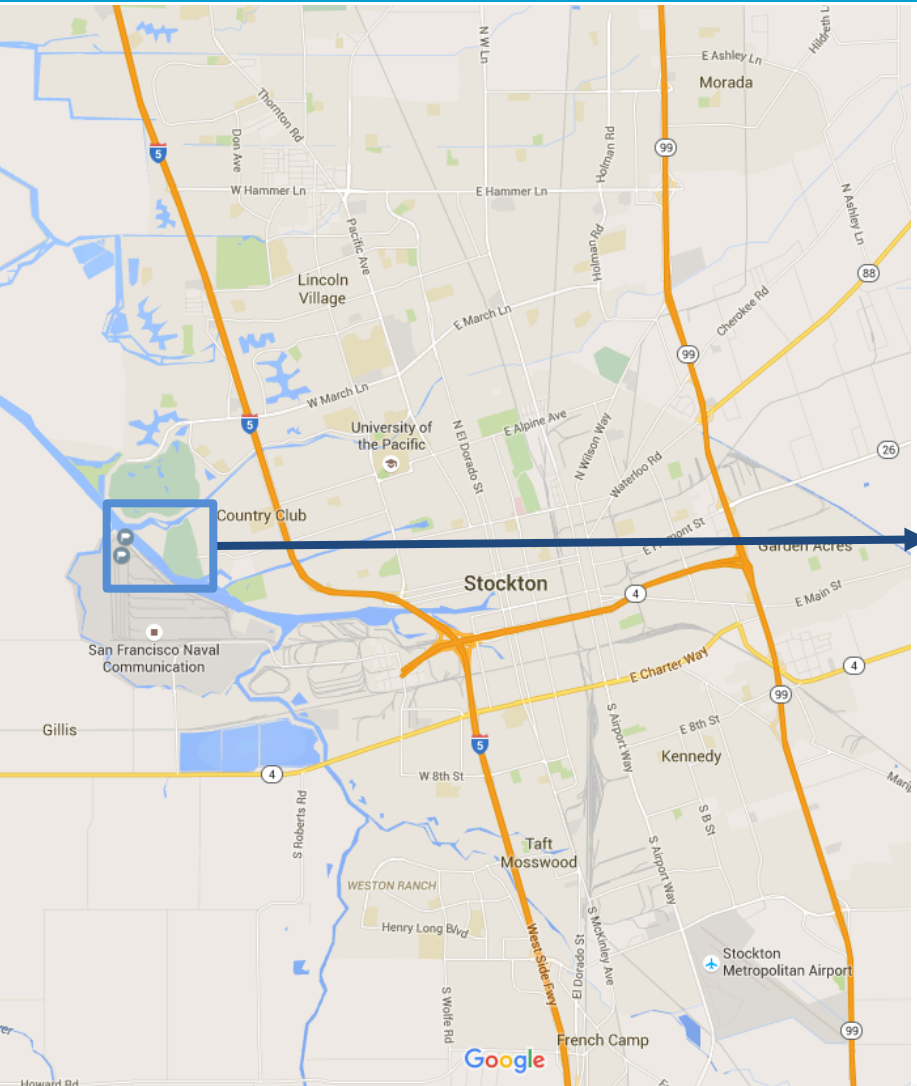 N W Ln
Hildreth
E Ashley Ln
Morada
Thornton Rd
Don Ave
5
99
Holman Rd
W Hammer Ln
E Hammer Ln
N Ashley Ln
Pacific Ave
Holman Rd
88
Lincoln
Village
Cherokee Rd
E March Ln
99
W March Ln
5
University of
the Pacific
N El Dorado St
E Alpine Ave
N Wilson Way
26
Waterloo Rd
Country Club
Garden Acres
Stockton
4
E Main St
San Francisco Naval
Communication
E Charter Way
4
99
Gillis
S Airport Way
E 8th St
5
Kennedy
4
W 8th St
S Roberts Rd
S B St
Taft
Mosswood
S Airport Way
WESTON RANCH
Henry Long Blvd
West Side Fwy
S McKinley Ave
El Dorado St
Stockton
Metropolitan Airport
S Wolfe Rd
99
French Camp
Google
Howard Rd